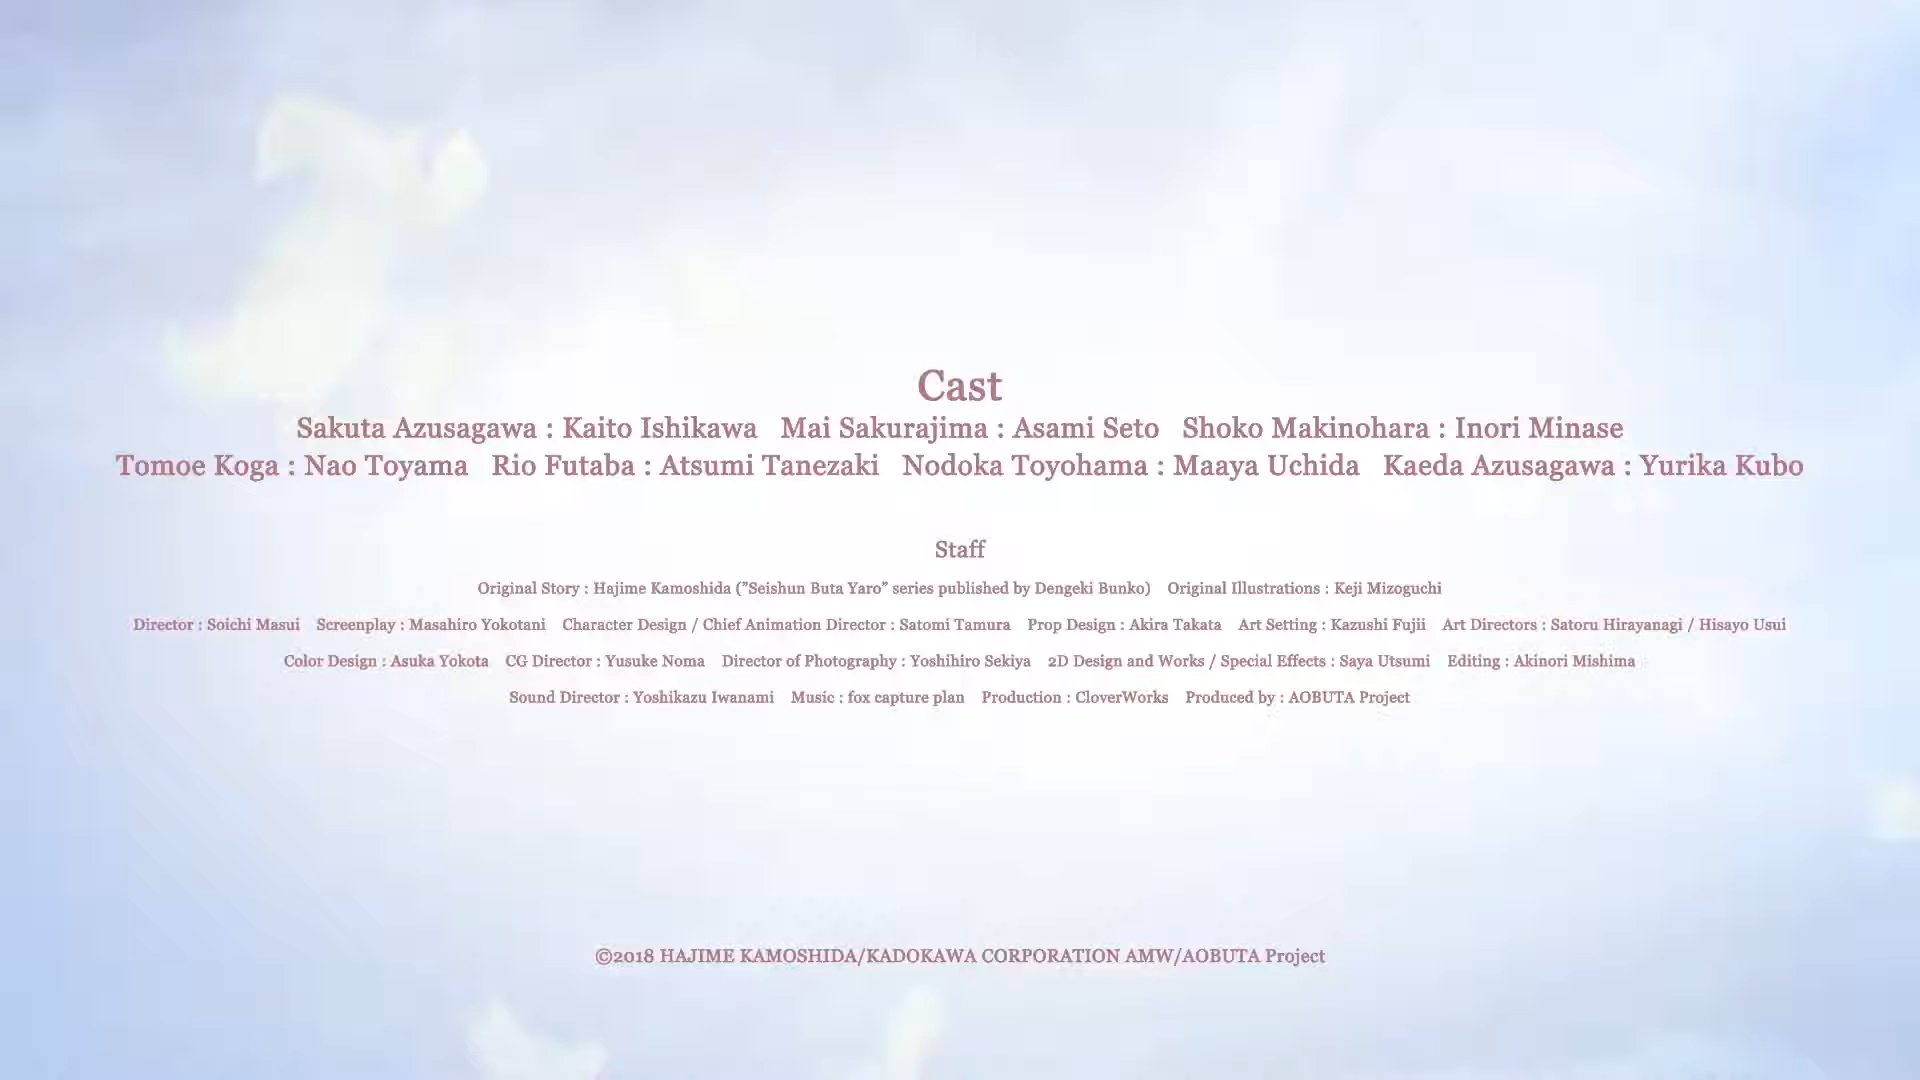 Cast
Sakuta Azusagawa : Kaito Ishikawa Mai Sakurajima : Asami Seto Shoko Makinohara : Inori Minase
Tomoe Koga : Nao Toyama Rio Futaba : Atsumi Tanezaki Nodoka Toyohama : Maaya Uchida Kaeda Azusagawa : Yurika Kubo
Staff
Original Story : Hajime Kamoshida (”Seishun Buta Yaro” series published by Dengeki Bunko) Original Illustrations : Keji Mizoguchi
Director : Soichi Masui Screenplay : Masahiro Yokotani Character Design / Chief Animation Director : Satomi Tamura Prop Design : Akira Takata Art Setting : Kazushi Fujii Art Directors : Satoru Hirayanagi / Hisayo Usui
Color Design : Asuka Yokota CG Director : Yusuke Noma Director of Photography : Yoshihiro Sekiya 2D Design and Works / Special Effects : Saya Utsumi Editing : Akinori Mishima
Sound Director : Yoshikazu Iwanami Music : fox capture plan Production : CloverWorks Produced by : AOBUTA Project
©2018 HAJIME KAMOSHIDA/KADOKAWA CORPORATION AMW/AOBUTA Project